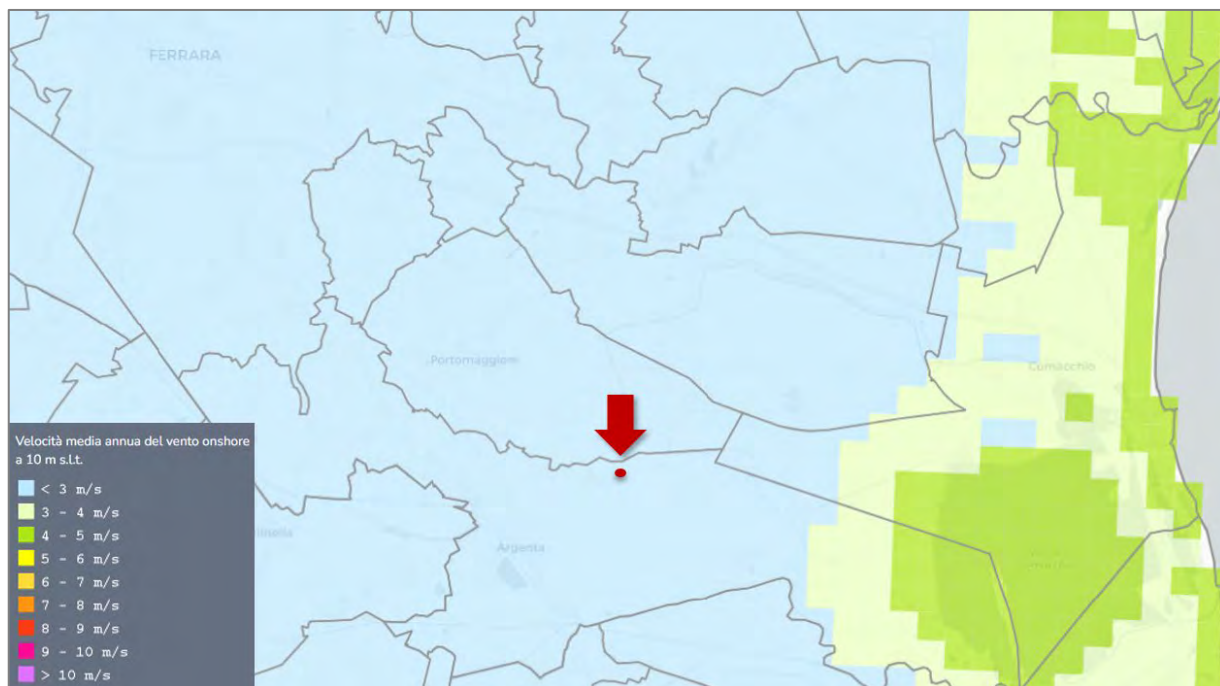 FERRARA
Portomaggiore
Comacchio
Velocità media annua del vento onshore
a 10 m s.l.t.
< 3 m/s
3 - 4 m/s
4 - 5 m/s
5 - 6 m/s
6 - 7 m/s
7 - 8 m/s
8 - 9 m/s
9 - 10 m/s
> 10 m/s
Argenta